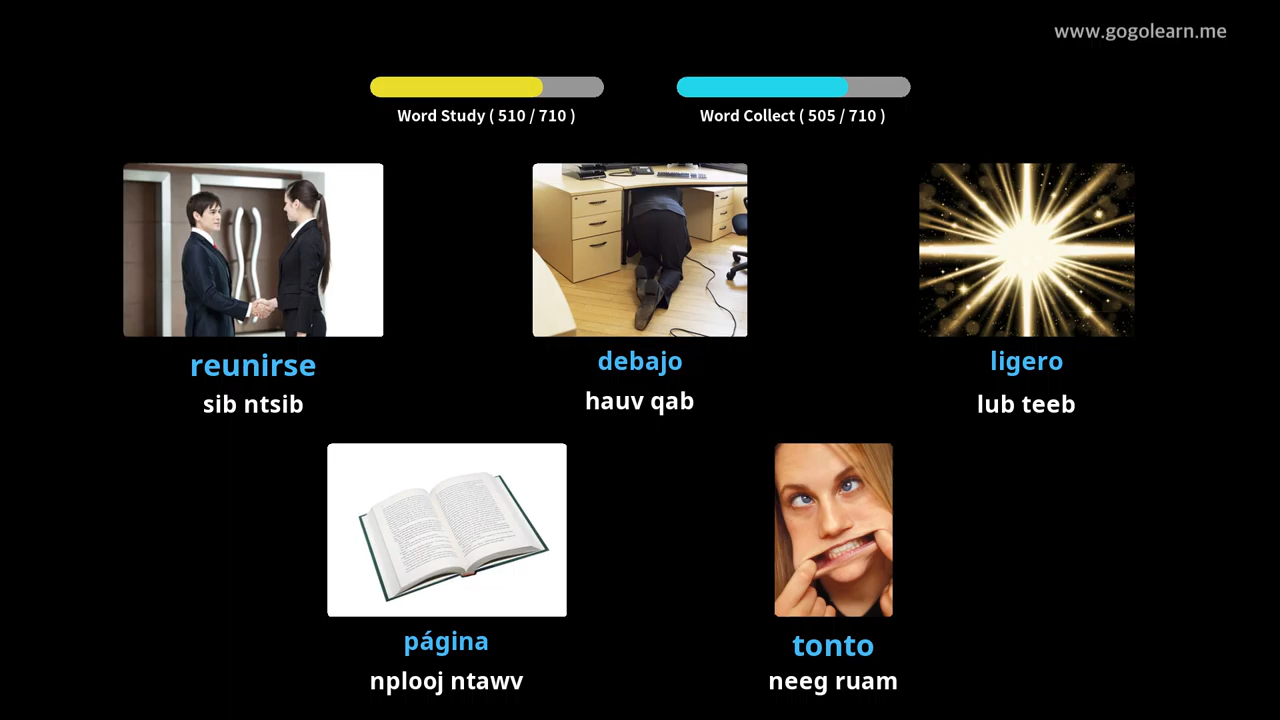 www.gogolearn.me
Word Study ( 510 / 710 )
Word Collect ( 505 / 710 )
reunirse
sib ntsib
debajo
hauv qab
ligero
lub teeb
página
nplooj ntawv
tonto
neeg ruam